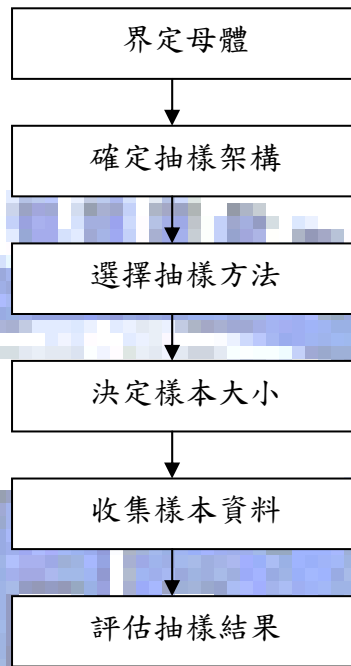 界定母體
確定抽樣架構
選擇抽樣方法
決定樣本大小
收集樣本資料
評估抽樣結果